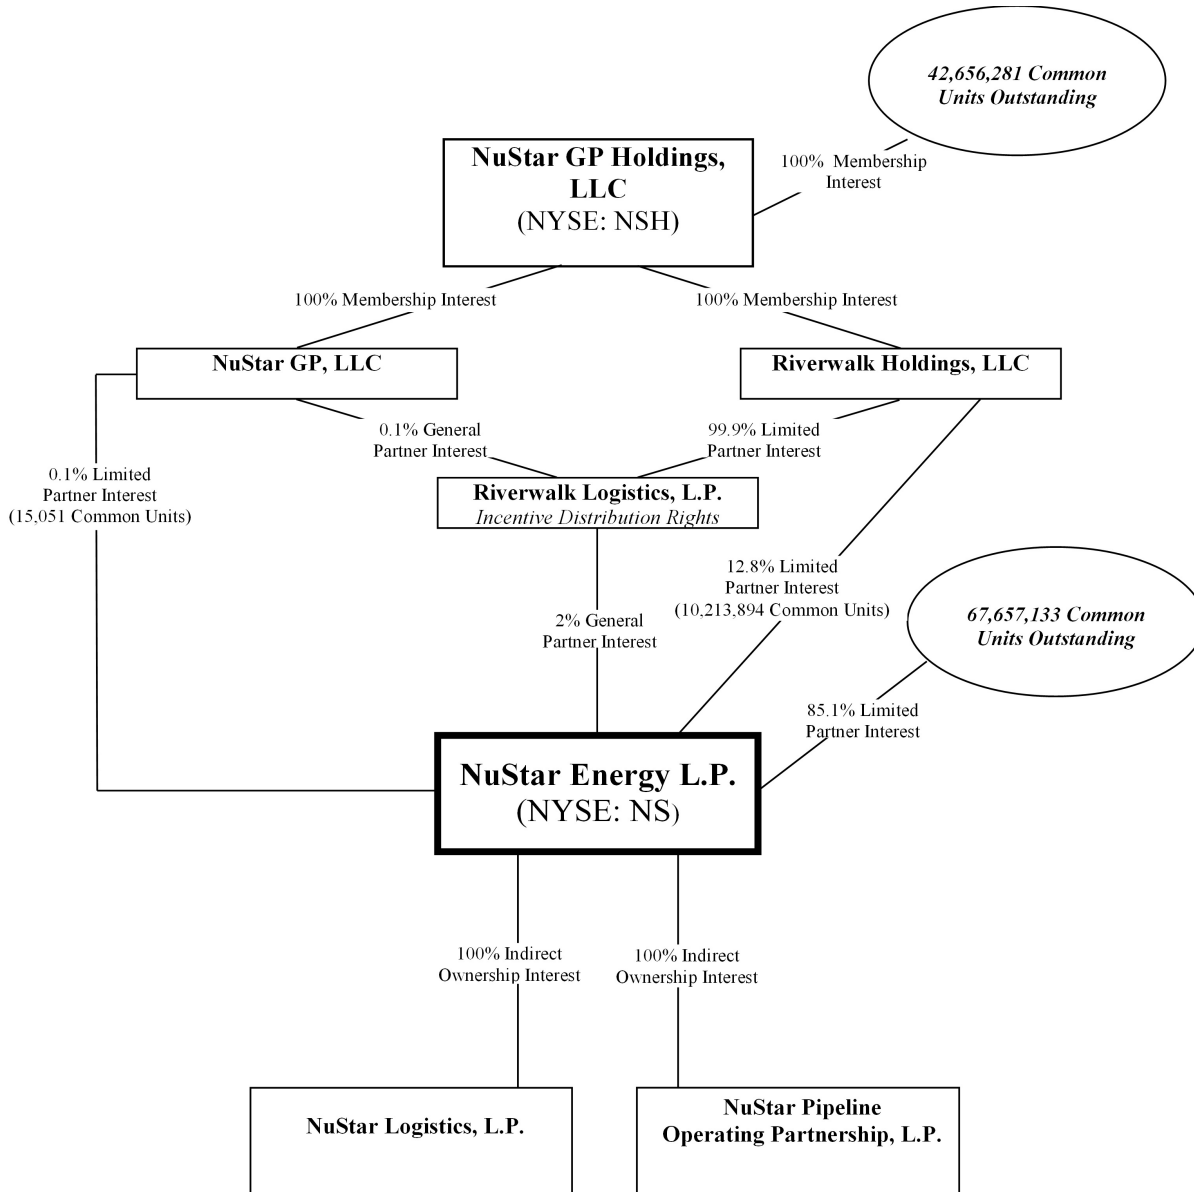 42,656,281 Common
Units Outstanding
NuStar GP Holdings,
LLC
(NYSE: NSH)
100%  Membership
Interest
100% Membership Interest
100% Membership Interest
NuStar GP, LLC
Riverwalk Holdings, LLC
0.1% General
Partner Interest
99.9% Limited
Partner Interest
0.1% Limited
Partner Interest
(15,051 Common Units)
Riverwalk Logistics, L.P.
Incentive Distribution Rights
12.8% Limited
Partner Interest
(10,213,894 Common Units)
67,657,133 Common
Units Outstanding
2% General
Partner Interest
85.1% Limited
Partner Interest
NuStar Energy L.P.
(NYSE: NS)
100% Indirect
Ownership Interest
100% Indirect
Ownership Interest
NuStar Logistics, L.P.
NuStar Pipeline
Operating Partnership, L.P.